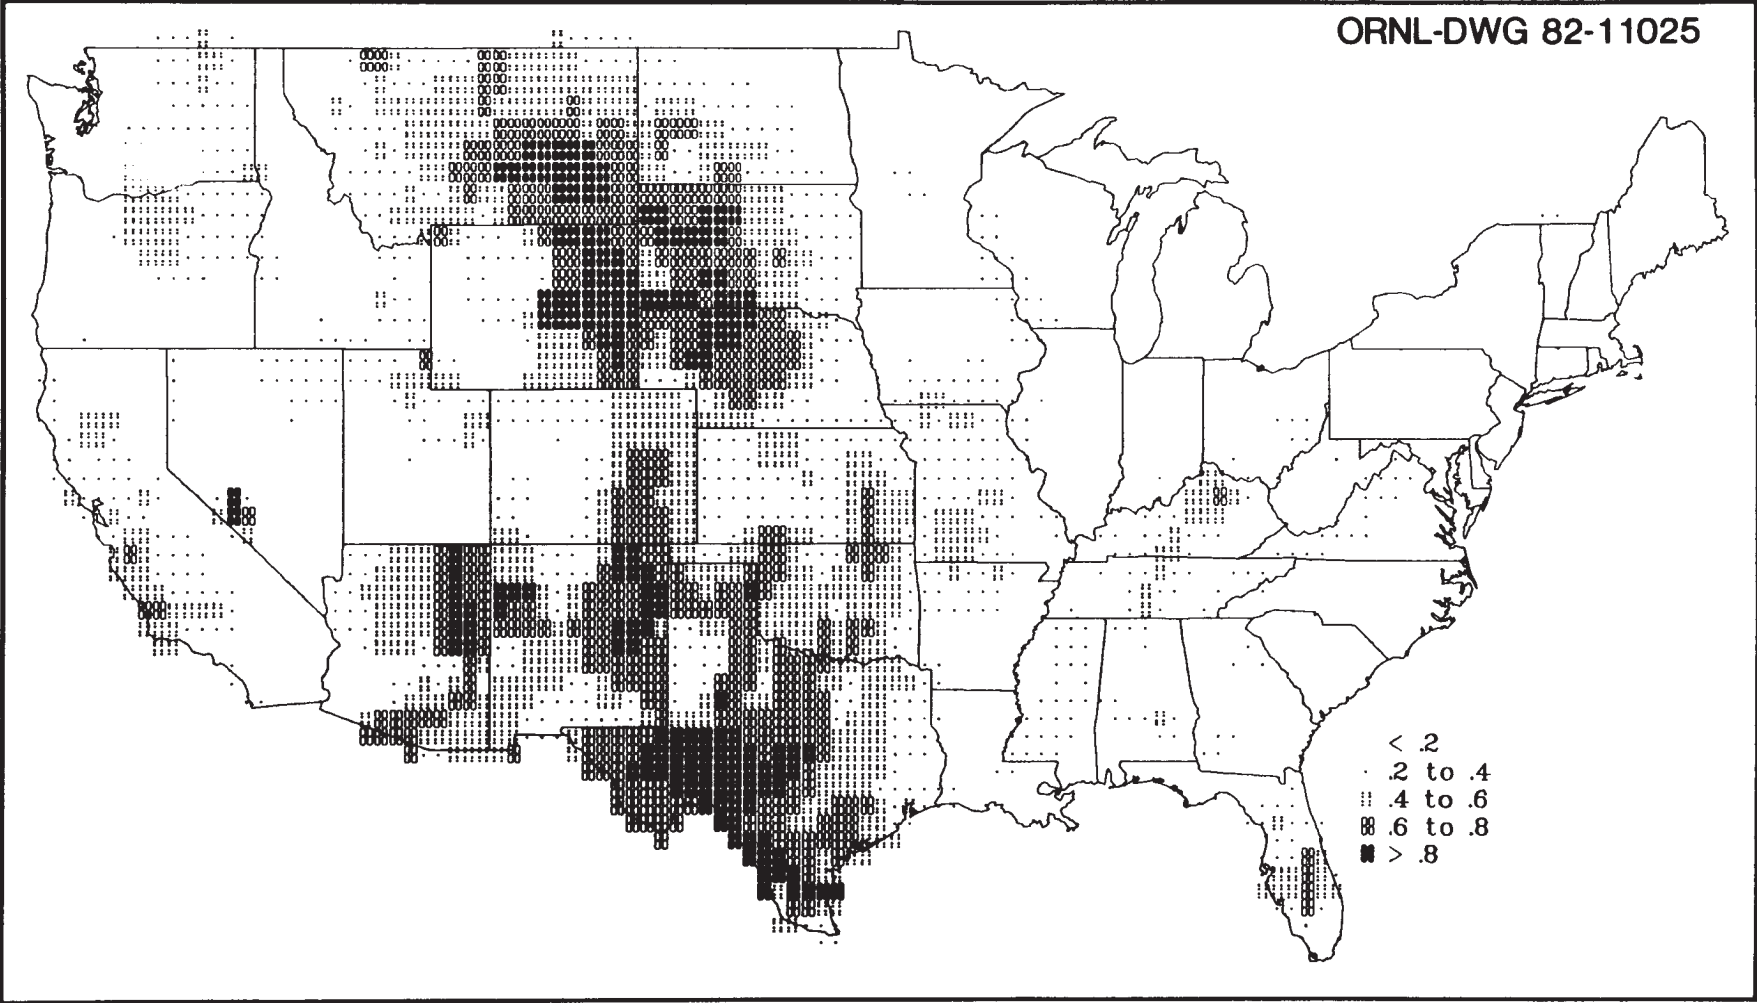 ORNL-DWG 82-11025
< .2
.2 to .4
.4 to .6
.6 to .8
> .8